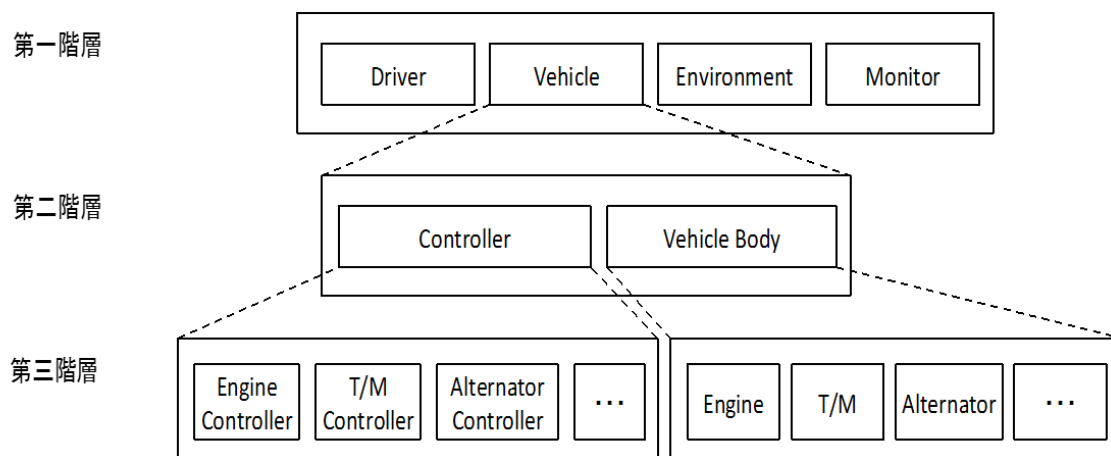 第一階層
Driver
Vehicle
Environment
Monitor
第二階層
Controller
Vehicle Body
第三階層
Engine
Controller
T/M
Controller
Alternator
Controller
…
Engine
T/M
Alternator
…